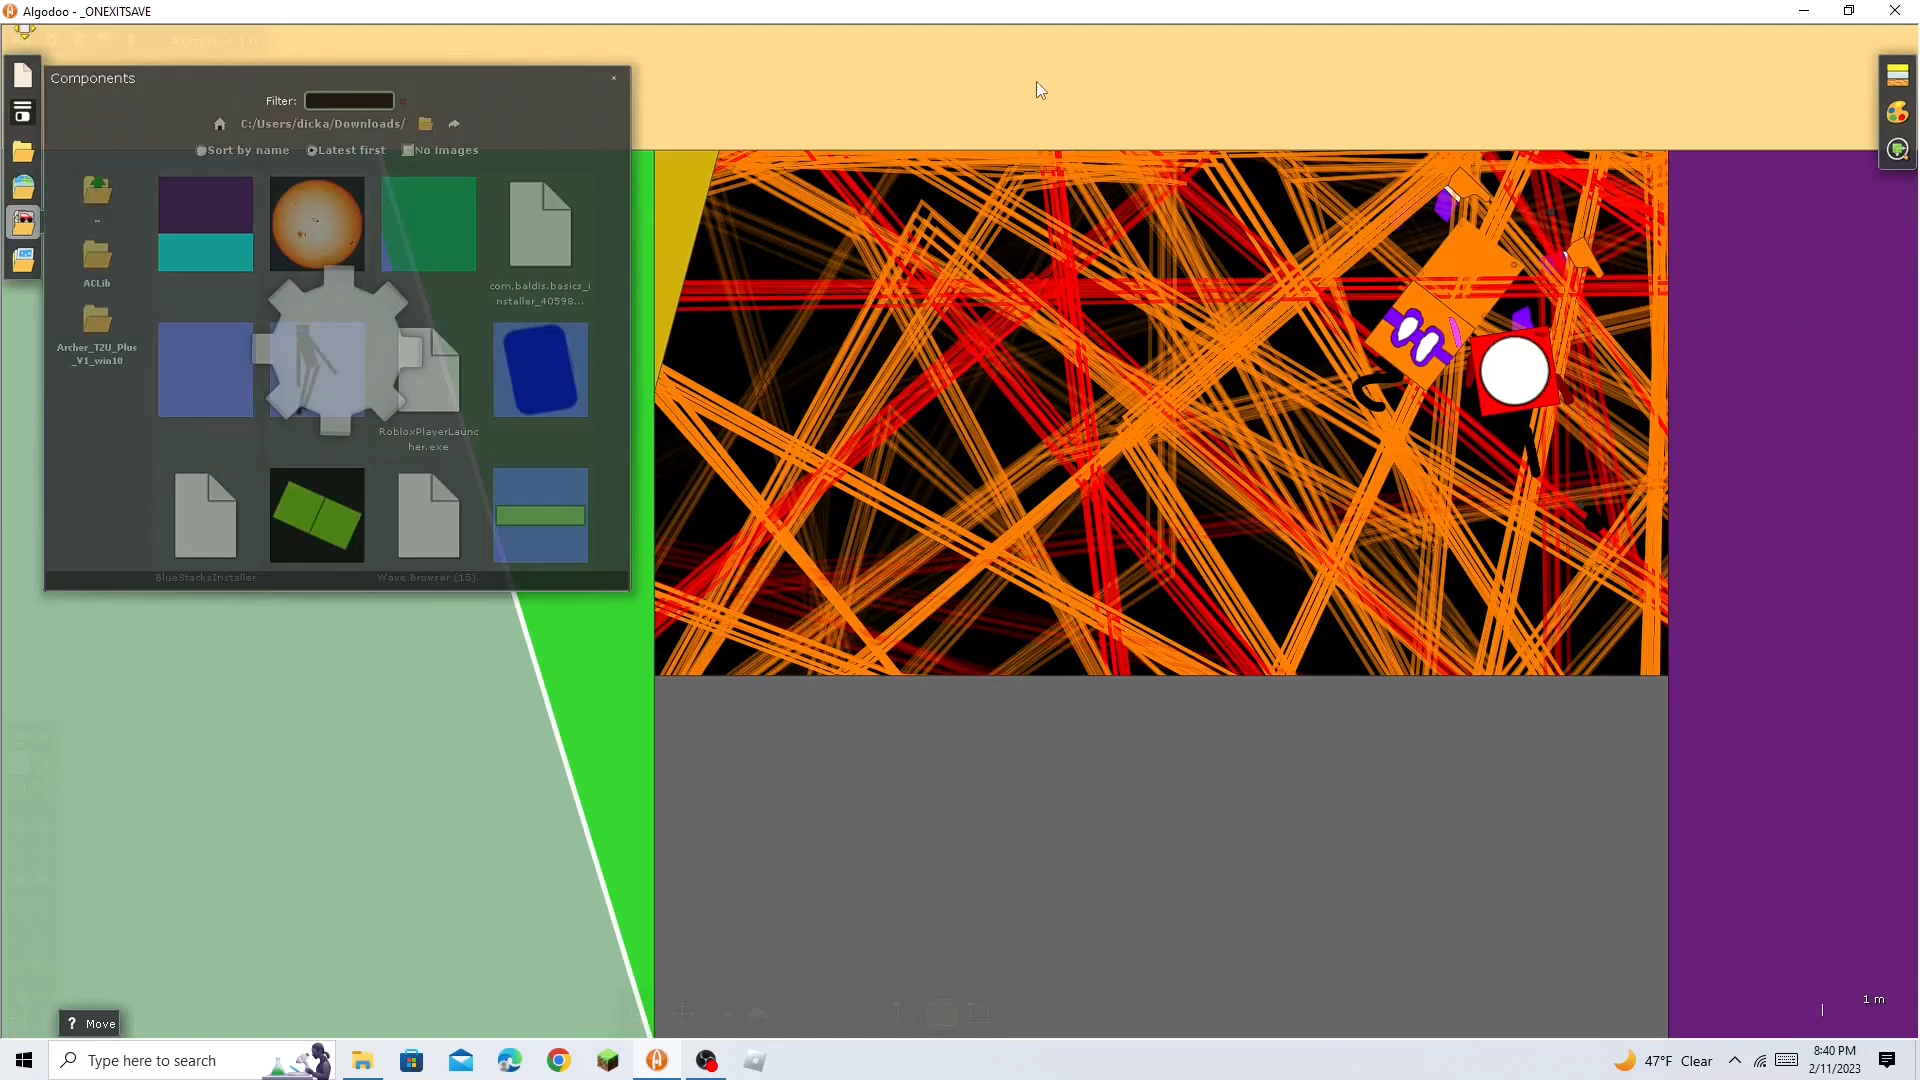 Algodoo - _ONEXITSAVE
Components
Filter:
C:/Users/dicka/Downloads/
Sort by name
Latest first
No images
..
ACLib
Archer_T2U_Plus
_V1_win10
com.baldis.basics_i
nstaller_40598...
RobloxPlayerLaunc
her.exe
BlueStacksInstaller
Wave Browser (15).
1 m
? Move
Type here to search
47°F Clear
8:40 PM
2/11/2023